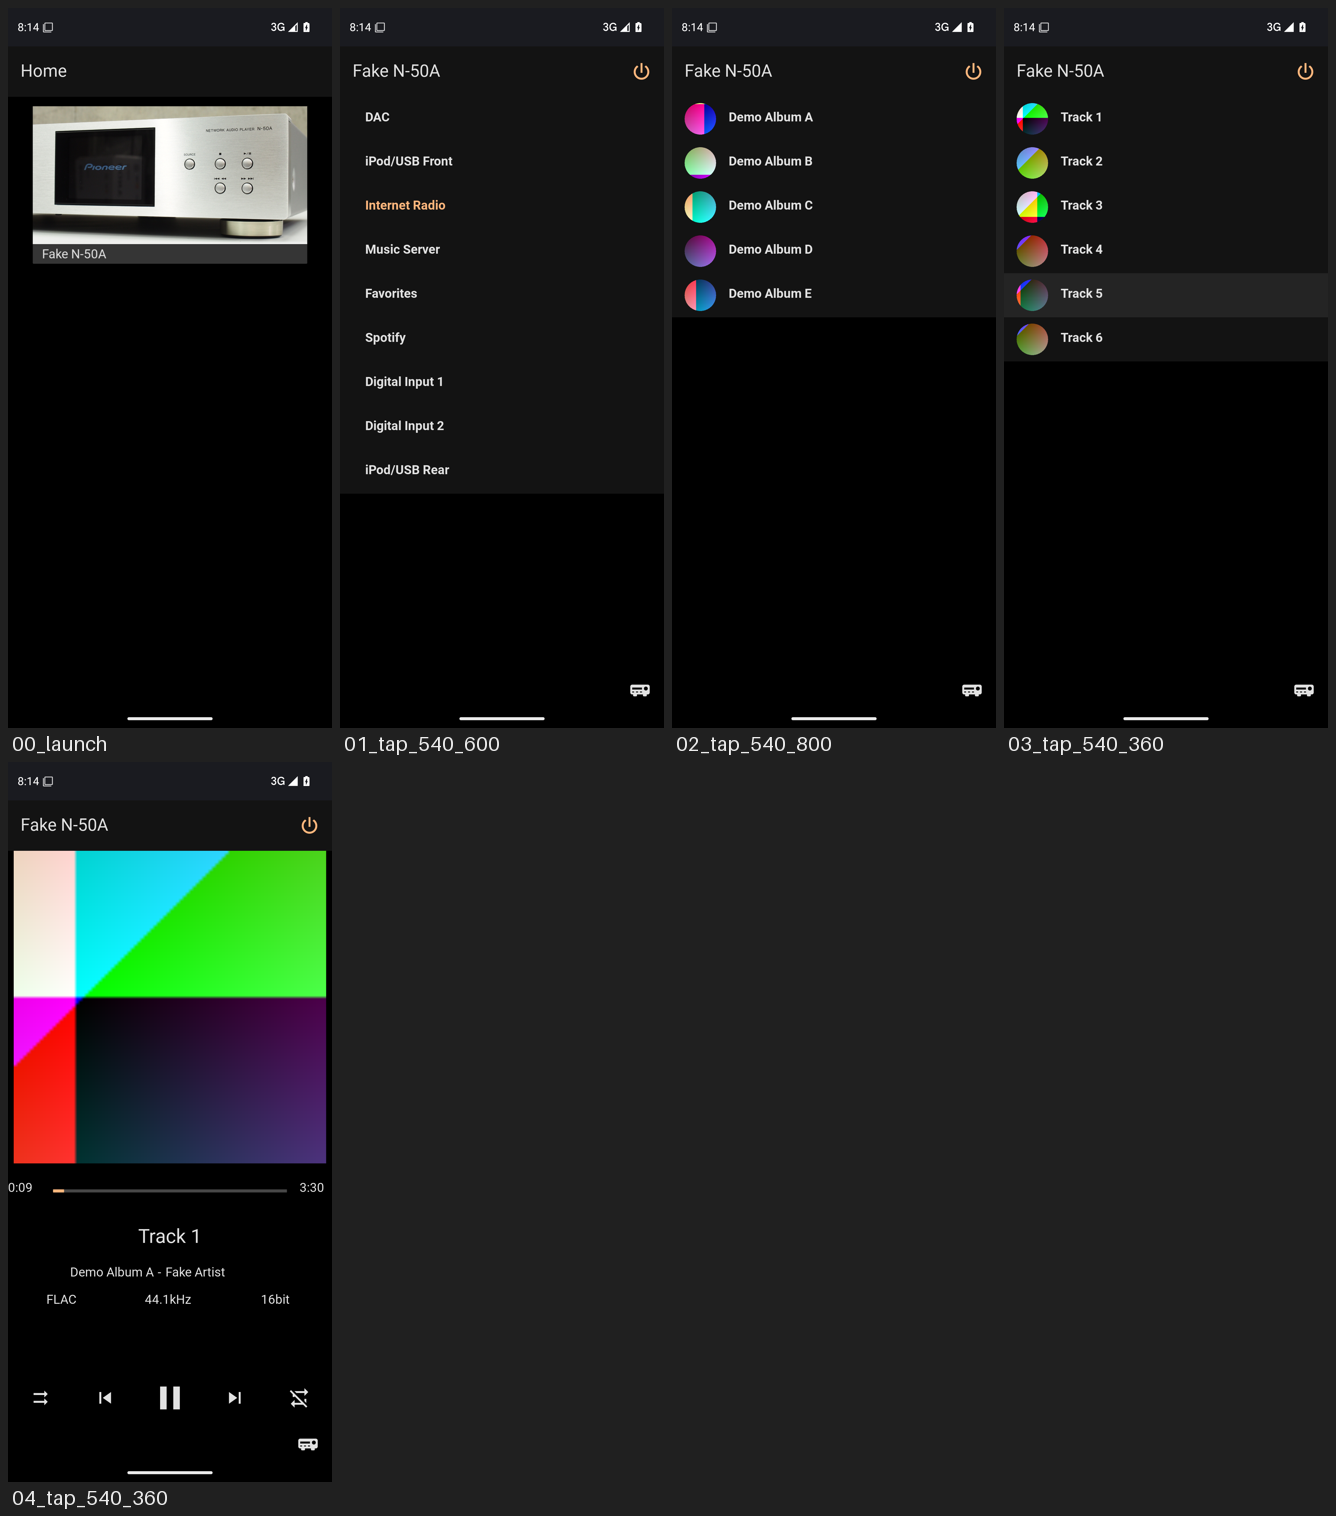 8:14
3G
Home
NETWORK AUDIO PLAYER N-50A
Pioneer
Fake N-50A
00_launch
8:14
3G
Fake N-50A
DAC
iPod/USB Front
Internet Radio
Music Server
Favorites
Spotify
Digital Input 1
Digital Input 2
iPod/USB Rear
01_tap_540_600
8:14
3G
Fake N-50A
Demo Album A
Demo Album B
Demo Album C
Demo Album D
Demo Album E
02_tap_540_800
8:14
3G
Fake N-50A
Track 1
Track 2
Track 3
Track 4
Track 5
Track 6
03_tap_540_360
8:14
3G
Fake N-50A
0:09
3:30
Track 1
Demo Album A - Fake Artist
FLAC 44.1kHz 16bit
04_tap_540_360